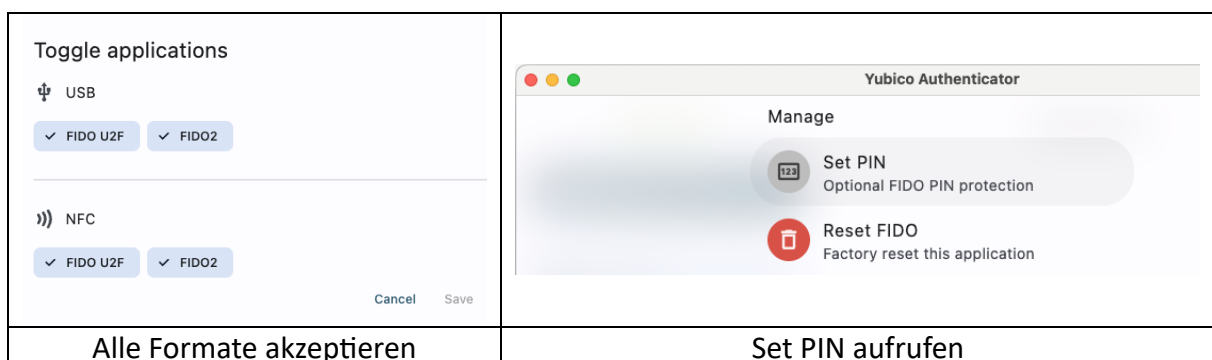 Toggle applications
USB
✓ FIDO U2F ✓ FIDO2
NFC
✓ FIDO U2F ✓ FIDO2
Cancel Save
Alle Formate akzeptieren
Yubico Authenticator
Manage
123
Set PIN
Optional FIDO PIN protection
Reset FIDO
Factory reset this application
Set PIN aufrufen